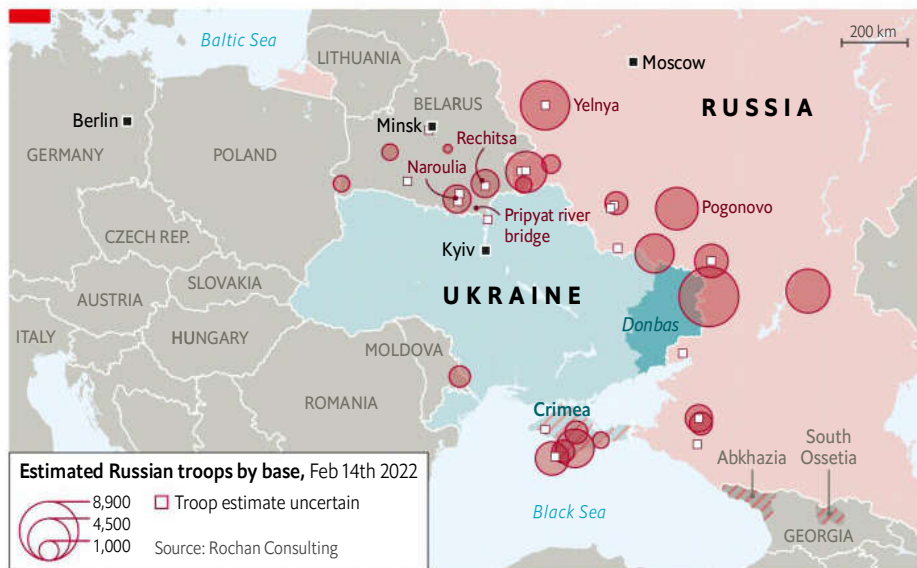 Baltic Sea
200 km
LITHUANIA
Moscow
BELARUS
Yelnya
RUSSIA
Berlin
Minsk
Rechitsa
GERMANY
POLAND
Naroulia
Pogonovo
Pripyat river
bridge
CZECH REP.
Kyiv
SLOVAKIA
UKRAINE
AUSTRIA
Donbas
ITALY
HUNGARY
MOLDOVA
ROMANIA
Crimea
South
Ossetia
Abkhazia
Black Sea
GEORGIA
Estimated Russian troops by base, Feb 14th 2022
8,900
4,500
1,000
Troop estimate uncertain
Source: Rochan Consulting